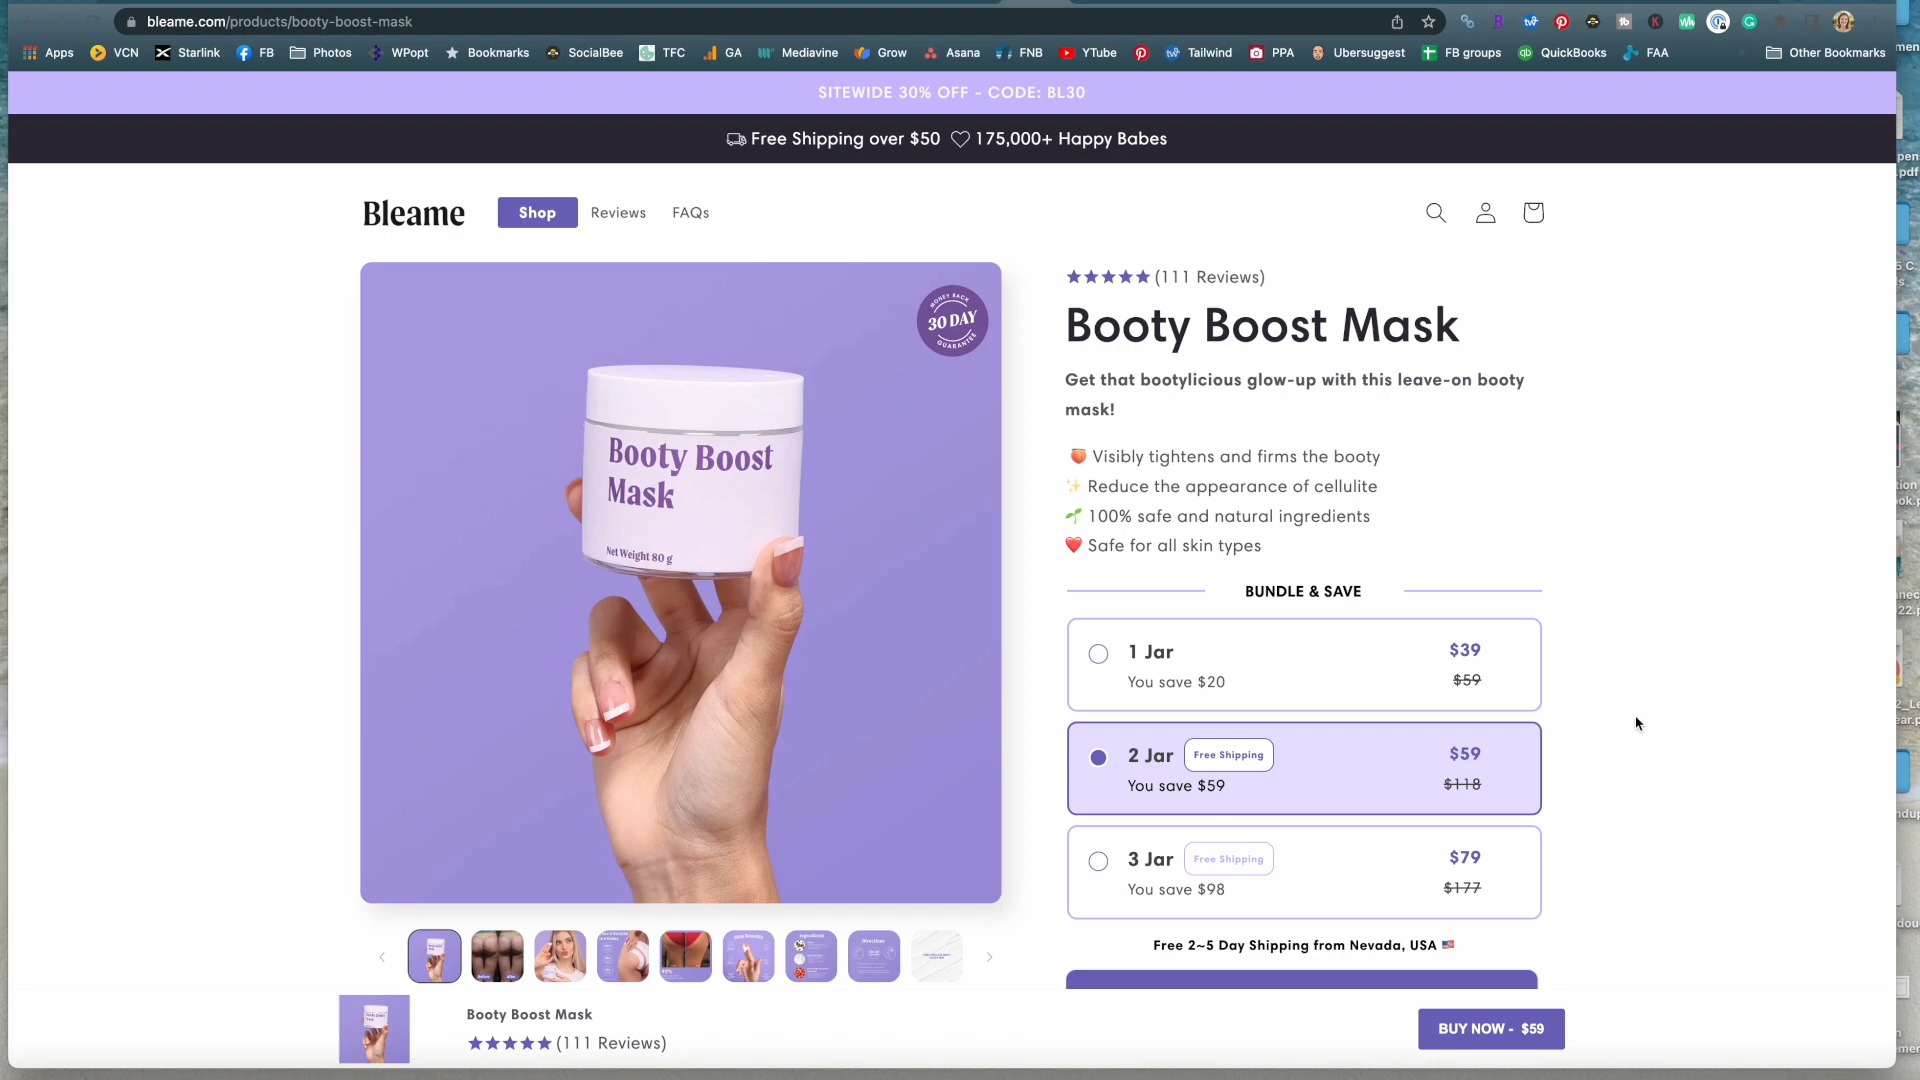 bleame.com/products/booty-boost-mask
Apps VCN Starlink FB Photos WPopt Bookmarks SocialBee TFC GA Mediavine Grow Asana FNB YTube Tailwind PPA Ubersuggest FB groups QuickBooks FAA Other Bookmarks
SITEWIDE 30% OFF - CODE: BL30
Free Shipping over $50 175,000+ Happy Babes
Bleame Shop Reviews FAQs
MONEY BACK
30 DAY
GUARANTEE
Booty Boost
Mask
Net Weight 80 g
(111 Reviews)
Booty Boost Mask
Get that bootylicious glow-up with this leave-on booty
mask!
Visibly tightens and firms the booty
Reduce the appearance of cellulite
100% safe and natural ingredients
Safe for all skin types
BUNDLE & SAVE
1 Jar $39
You save $20 $59
2 Jar Free Shipping $59
You save $59 $118
3 Jar Free Shipping $79
You save $98 $177
Free 2~5 Day Shipping from Nevada, USA
Before After
Ingredients
Directions
Booty Boost Mask
(111 Reviews)
BUY NOW - $59